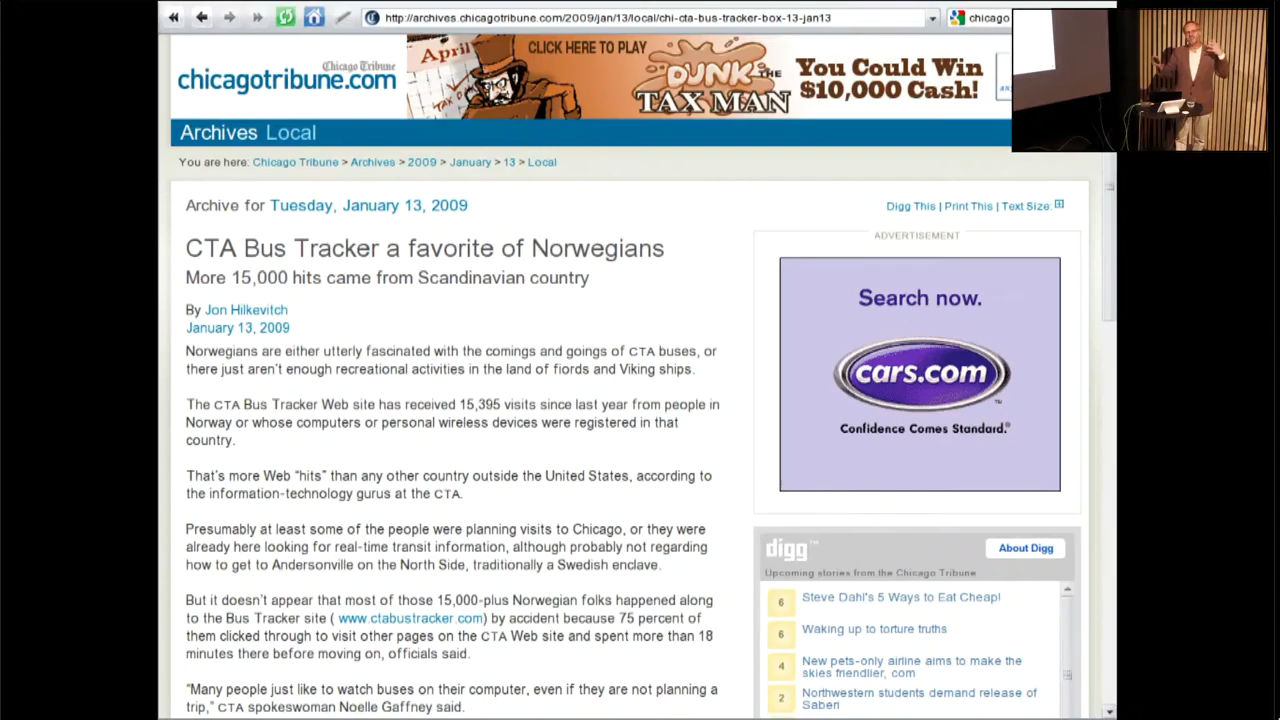 http://archives.chicagotribune.com/2009/jan/13/local/chi-cta-bus-tracker-box-13-jan13
chicago
Chicago Tribune
chicagotribune.com
April
CLICK HERE TO PLAY
DUNK THE
TAX MAN
You Could Win
$10,000 Cash!
Archives Local
You are here: Chicago Tribune > Archives > 2009 > January > 13 > Local
Archive for Tuesday, January 13, 2009
Digg This | Print This | Text Size:
CTA Bus Tracker a favorite of Norwegians
More 15,000 hits came from Scandinavian country
By Jon Hilkevitch
January 13, 2009
Norwegians are either utterly fascinated with the comings and goings of CTA buses, or
there just aren't enough recreational activities in the land of fiords and Viking ships.
The CTA Bus Tracker Web site has received 15,395 visits since last year from people in
Norway or whose computers or personal wireless devices were registered in that
country.
That's more Web "hits" than any other country outside the United States, according to
the information-technology gurus at the CTA.
Presumably at least some of the people were planning visits to Chicago, or they were
already here looking for real-time transit information, although probably not regarding
how to get to Andersonville on the North Side, traditionally a Swedish enclave.
But it doesn't appear that most of those 15,000-plus Norwegian folks happened along
to the Bus Tracker site ( www.ctabustracker.com) by accident because 75 percent of
them clicked through to visit other pages on the CTA Web site and spent more than 18
minutes there before moving on, officials said.
"Many people just like to watch buses on their computer, even if they are not planning a
trip," CTA spokeswoman Noelle Gaffney said.
ADVERTISEMENT
Search now.
cars.com
TM
Confidence Comes Standard.®
digg™
About Digg
Upcoming stories from the Chicago Tribune
6
Steve Dahl's 5 Ways to Eat Cheap!
6
Waking up to torture truths
4
New pets-only airline aims to make the
skies friendlier, com
2
Northwestern students demand release of
Saberi